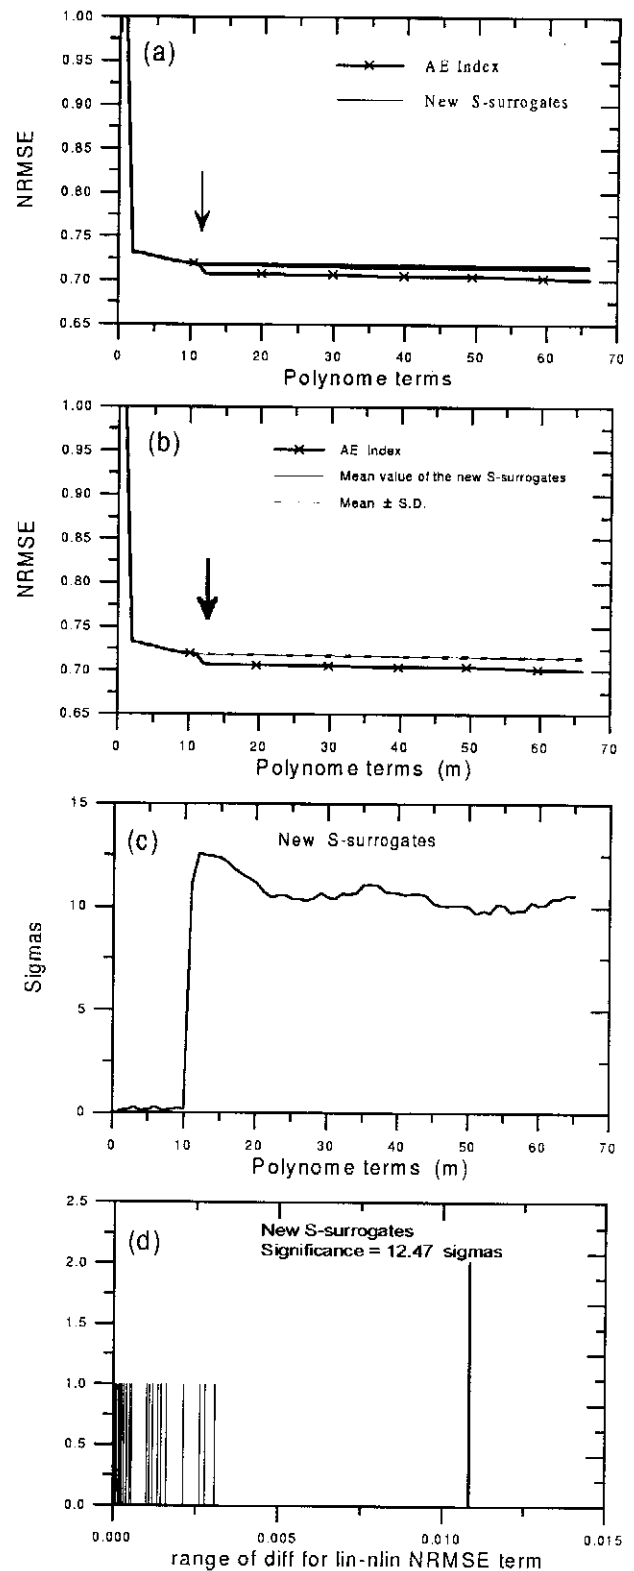 1.00
0.95
0.90
0.85
0.80
0.75
0.70
0.65
NRMSE
(a)
AE Index
New S-surrogates
0 10 20 30 40 50 60 70
Polynome terms
1.00
0.95
0.90
0.85
0.80
0.75
0.70
0.65
NRMSE
(b)
AE Index
Mean value of the new S-surrogates
Mean ± S.D.
0 10 20 30 40 50 60 70
Polynome terms (m)
15
10
5
0
Sigmas
(c)
New S-surrogates
0 10 20 30 40 50 60 70
Polynome terms (m)
2.5
2.0
1.5
1.0
0.5
0.0
(d)
New S-surrogates
Significance = 12.47 sigmas
0.000 0.005 0.010 0.015
range of diff for lin-nlin NRMSE term